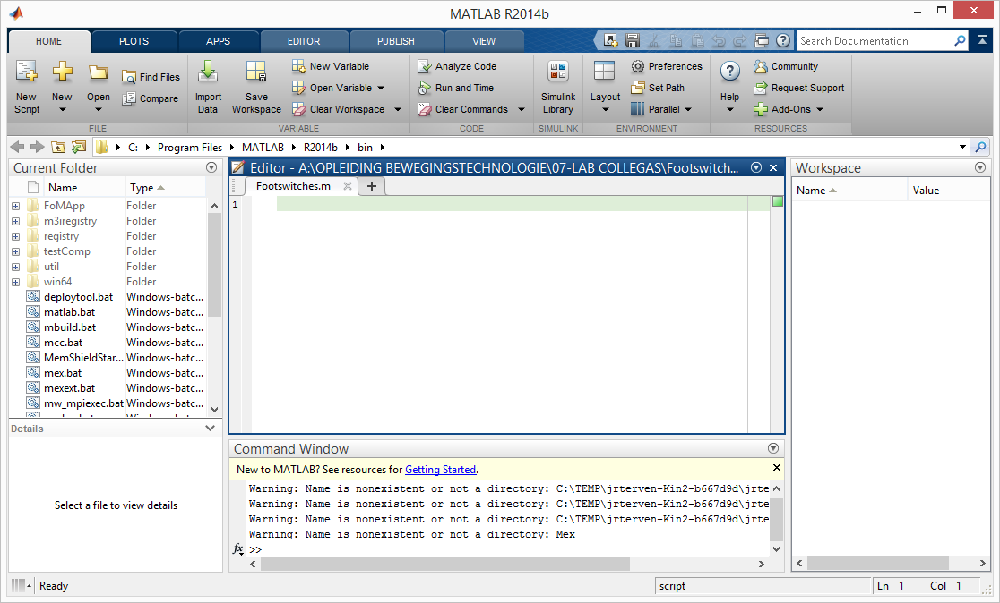 MATLAB R2014b
HOME PLOTS APPS EDITOR PUBLISH VIEW
Search Documentation
New Script
New
Open
Find Files
Compare
Import Data
Save Workspace
New Variable
Open Variable
Clear Workspace
Analyze Code
Run and Time
Clear Commands
Simulink Library
Layout
Preferences
Set Path
Parallel
Help
Community
Request Support
Add-Ons
FILE VARIABLE CODE SIMULINK ENVIRONMENT RESOURCES
C: Program Files MATLAB R2014b bin
Current Folder
Name Type
FoMApp Folder
m3iregistry Folder
registry Folder
testComp Folder
util Folder
win64 Folder
deploytool.bat Windows-batc...
matlab.bat Windows-batc...
mbuild.bat Windows-batc...
mcc.bat Windows-batc...
MemShieldStar... Windows-batc...
mex.bat Windows-batc...
mexext.bat Windows-batc...
mw_mpiexec.bat Windows-batc...
Details
Select a file to view details
Editor - A:\OPLEIDING BEWEGINGSTECHNOLOGIE\07-LAB COLLEGAS\Footswitch...
Footswitches.m
1
Command Window
New to MATLAB? See resources for Getting Started.
Warning: Name is nonexistent or not a directory: C:\TEMP\jrterven-Kin2-b667d9d\jrte
Warning: Name is nonexistent or not a directory: C:\TEMP\jrterven-Kin2-b667d9d\jrte
Warning: Name is nonexistent or not a directory: C:\TEMP\jrterven-Kin2-b667d9d\jrte
Warning: Name is nonexistent or not a directory: Mex
fx >>
Workspace
Name Value
Ready
script
Ln 1 Col 1